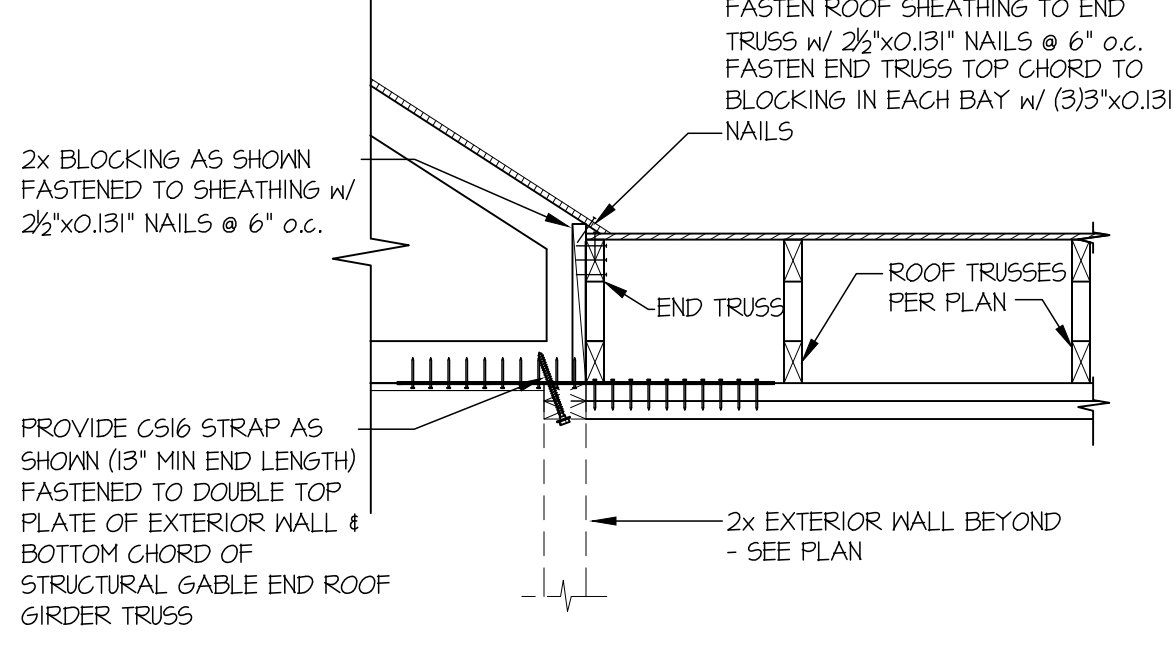 FASTEN ROOF SHEATHING TO END
TRUSS w/ 2½"x0.131" NAILS @ 6" o.c.
FASTEN END TRUSS TOP CHORD TO
BLOCKING IN EACH BAY w/ (3)3"x0.131
NAILS
2x BLOCKING AS SHOWN
FASTENED TO SHEATHING w/
2½"x0.131" NAILS @ 6" o.c.
ROOF TRUSSES
PER PLAN
END TRUSS
PROVIDE CS16 STRAP AS
SHOWN (13" MIN END LENGTH)
FASTENED TO DOUBLE TOP
PLATE OF EXTERIOR WALL &
BOTTOM CHORD OF
STRUCTURAL GABLE END ROOF
GIRDER TRUSS
2x EXTERIOR WALL BEYOND
- SEE PLAN